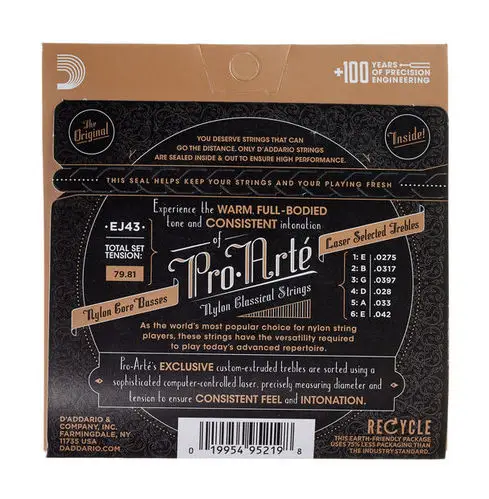 +100 YEARS
OF PRECISION
ENGINEERING
The
Original
Inside!
YOU DESERVE STRINGS THAT CAN
GO THE DISTANCE. ONLY D'ADDARIO STRINGS
ARE SEALED INSIDE & OUT TO ENSURE HIGH PERFORMANCE.
THIS SEAL HELPS KEEP YOUR STRINGS AND YOUR PLAYING FRESH
Experience the WARM, FULL-BODIED
tone and CONSISTENT intonation
of
Pro·Arté
Nylon Classical Strings
·EJ43·
TOTAL SET
TENSION:
79.81
Nylon Core Basses
Laser Selected Trebles
1: E .0275
2: B .0317
3: G .0397
4: D .028
5: A .033
6: E .042
As the world's most popular choice for nylon string
players, these strings have the versatility required
to play today's advanced repertoire.
Pro-Arté's EXCLUSIVE custom-extruded trebles are sorted using a
sophisticated computer-controlled laser, precisely measuring diameter and
tension to ensure CONSISTENT FEEL and INTONATION.
D'ADDARIO &
COMPANY, INC.
FARMINGDALE, NY
11735 USA
DADDARIO.COM
0 19954 95219 8
RECYCLE
THIS EARTH-FRIENDLY PACKAGE
USES 75% LESS PACKAGING THAN
THE INDUSTRY STANDARD.